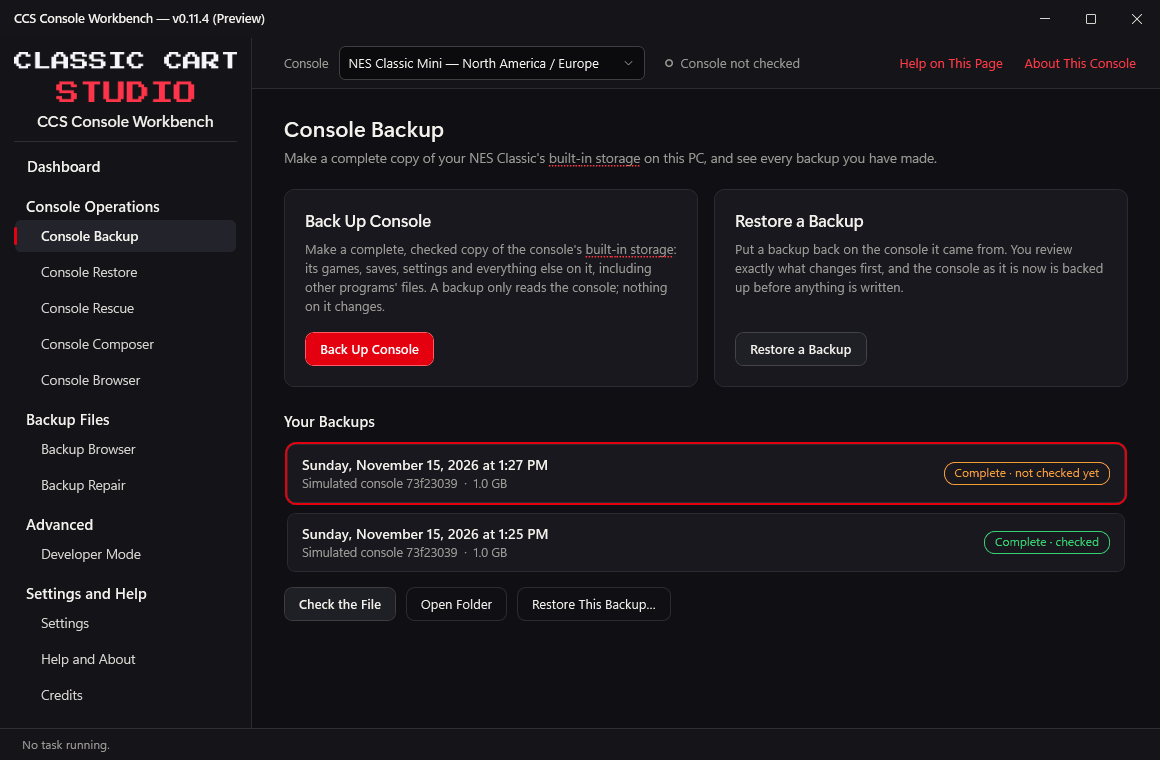 CCS Console Workbench — v0.11.4 (Preview)
CLASSIC CART
STUDIO
CCS Console Workbench
Dashboard
Console Operations
Console Backup
Console Restore
Console Rescue
Console Composer
Console Browser
Backup Files
Backup Browser
Backup Repair
Advanced
Developer Mode
Settings and Help
Settings
Help and About
Credits
Console
NES Classic Mini — North America / Europe
Console not checked
Help on This Page
About This Console
Console Backup
Make a complete copy of your NES Classic's built-in storage on this PC, and see every backup you have made.
Back Up Console
Make a complete, checked copy of the console's built-in storage:
its games, saves, settings and everything else on it, including
other programs' files. A backup only reads the console; nothing
on it changes.
Back Up Console
Restore a Backup
Put a backup back on the console it came from. You review
exactly what changes first, and the console as it is now is backed
up before anything is written.
Restore a Backup
Your Backups
Sunday, November 15, 2026 at 1:27 PM
Simulated console 73f23039 · 1.0 GB
Complete · not checked yet
Sunday, November 15, 2026 at 1:25 PM
Simulated console 73f23039 · 1.0 GB
Complete · checked
Check the File
Open Folder
Restore This Backup...
No task running.